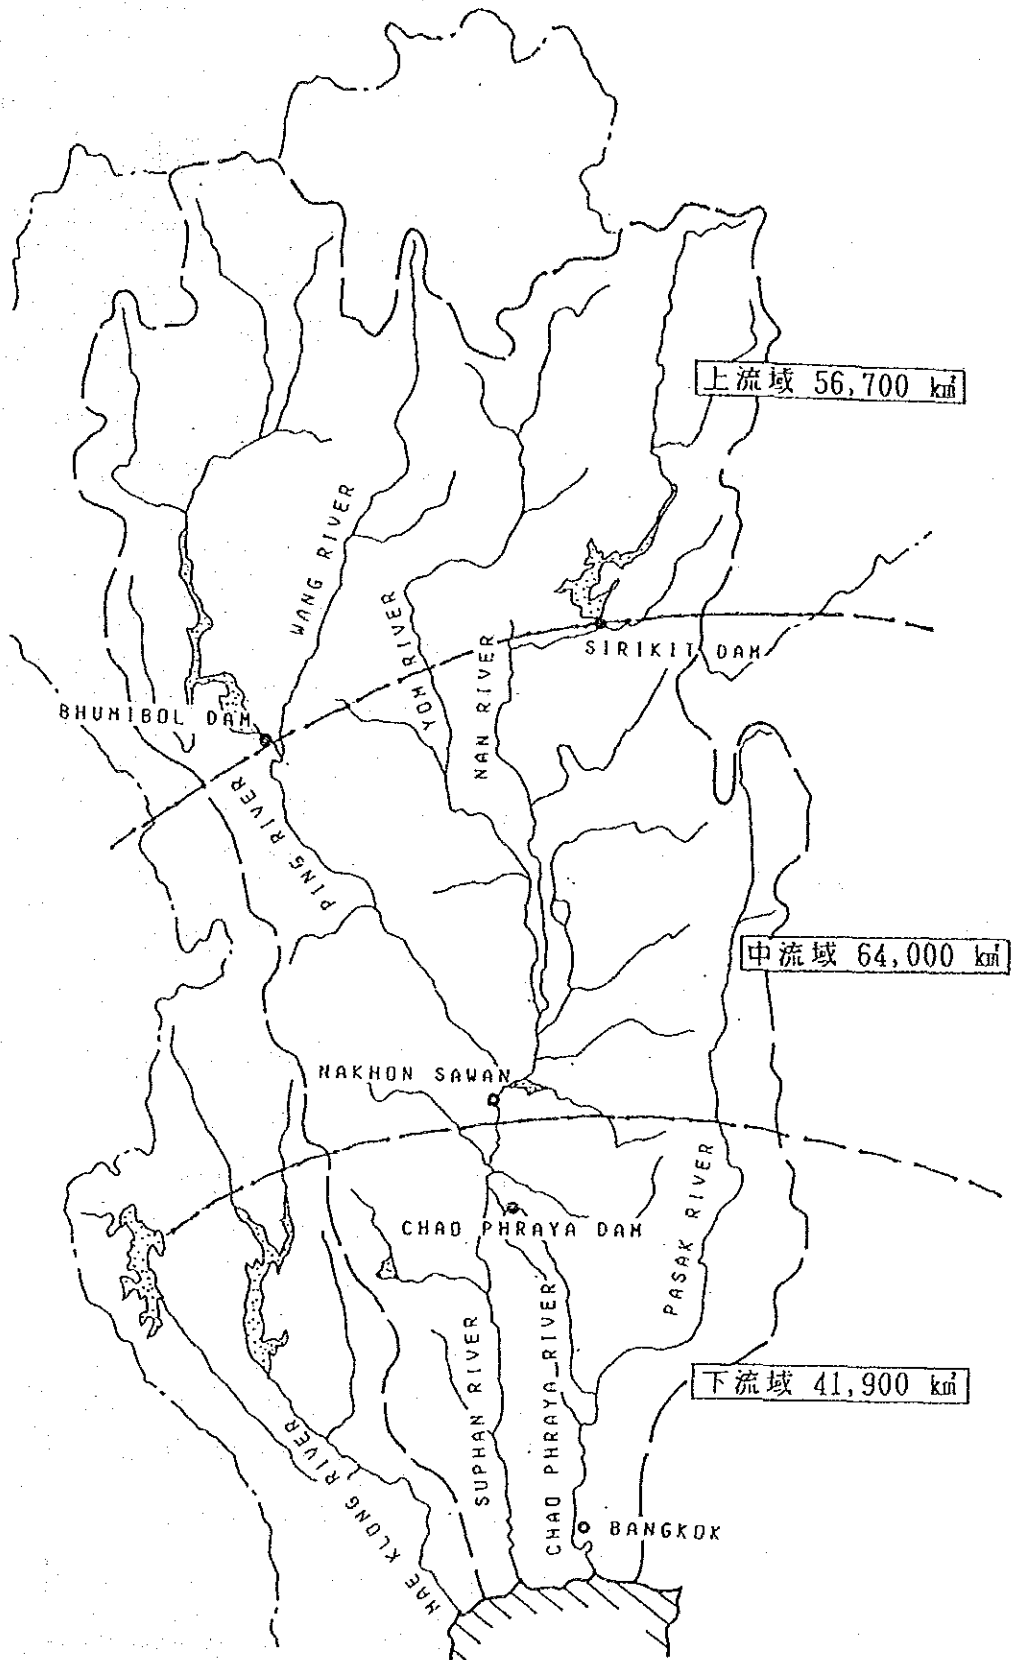 上流域 56,700 km²
WANG RIVER
YOM RIVER
NAN RIVER
SIRIKIT DAM
BHUMIBOL DAM
PING RIVER
中流域 64,000 km²
NAKHON SAWAN
PASAK RIVER
CHAO PHRAYA DAM
SUPHAN RIVER
CHAO PHRAYA RIVER
下流域 41,900 km²
MAE KLONG RIVER
BANGKOK